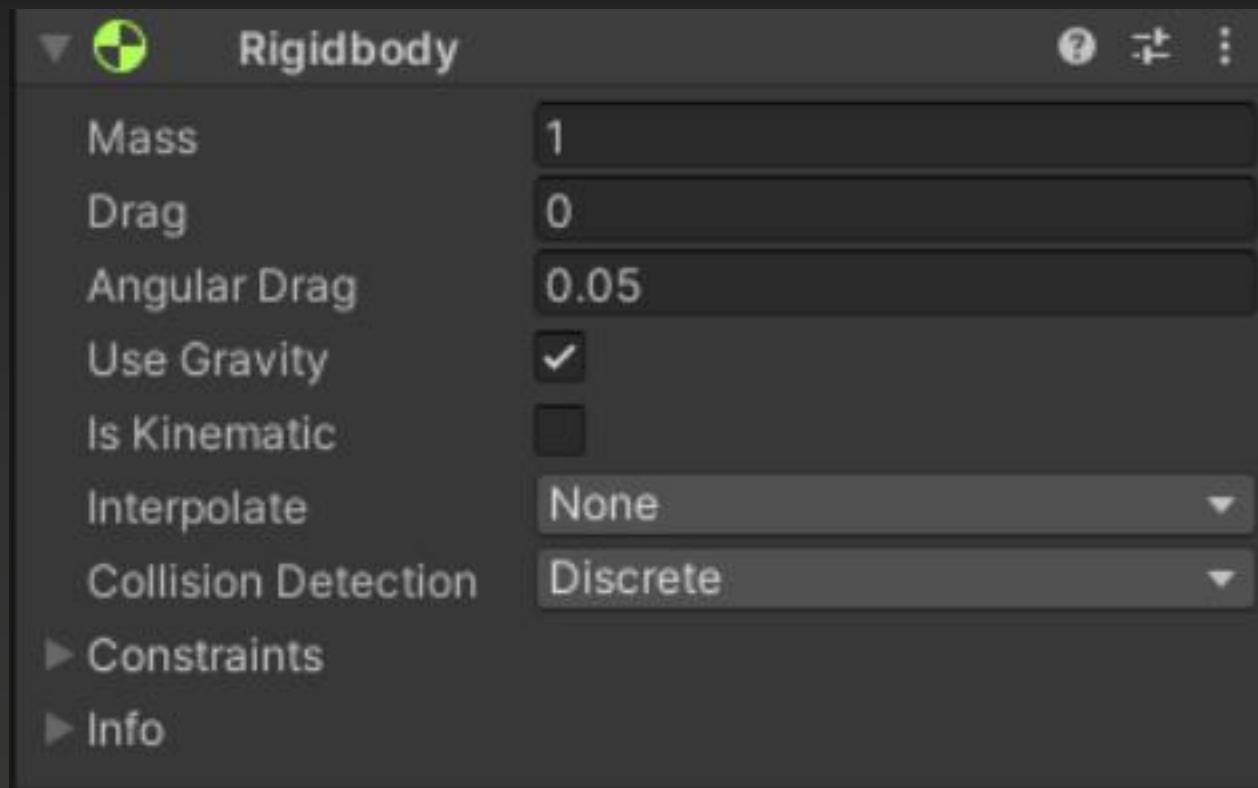 Rigidbody
Mass 1
Drag 0
Angular Drag 0.05
Use Gravity
Is Kinematic
Interpolate None
Collision Detection Discrete
Constraints
Info